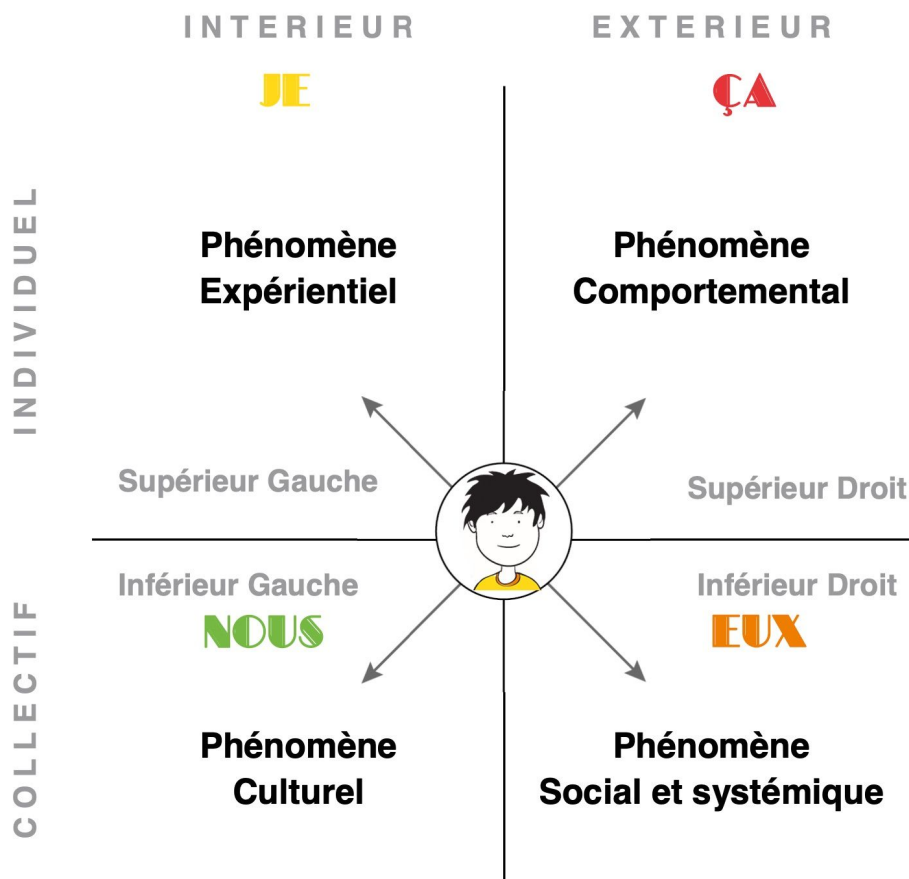 INTERIEUR
EXTERIEUR
JE
ÇA
INDIVIDUEL
Phénomène
Expérientiel
Phénomène
Comportemental
Supérieur Gauche
Supérieur Droit
COLLECTIF
Inférieur Gauche
Inférieur Droit
NOUS
EUX
Phénomène
Culturel
Phénomène
Social et systémique